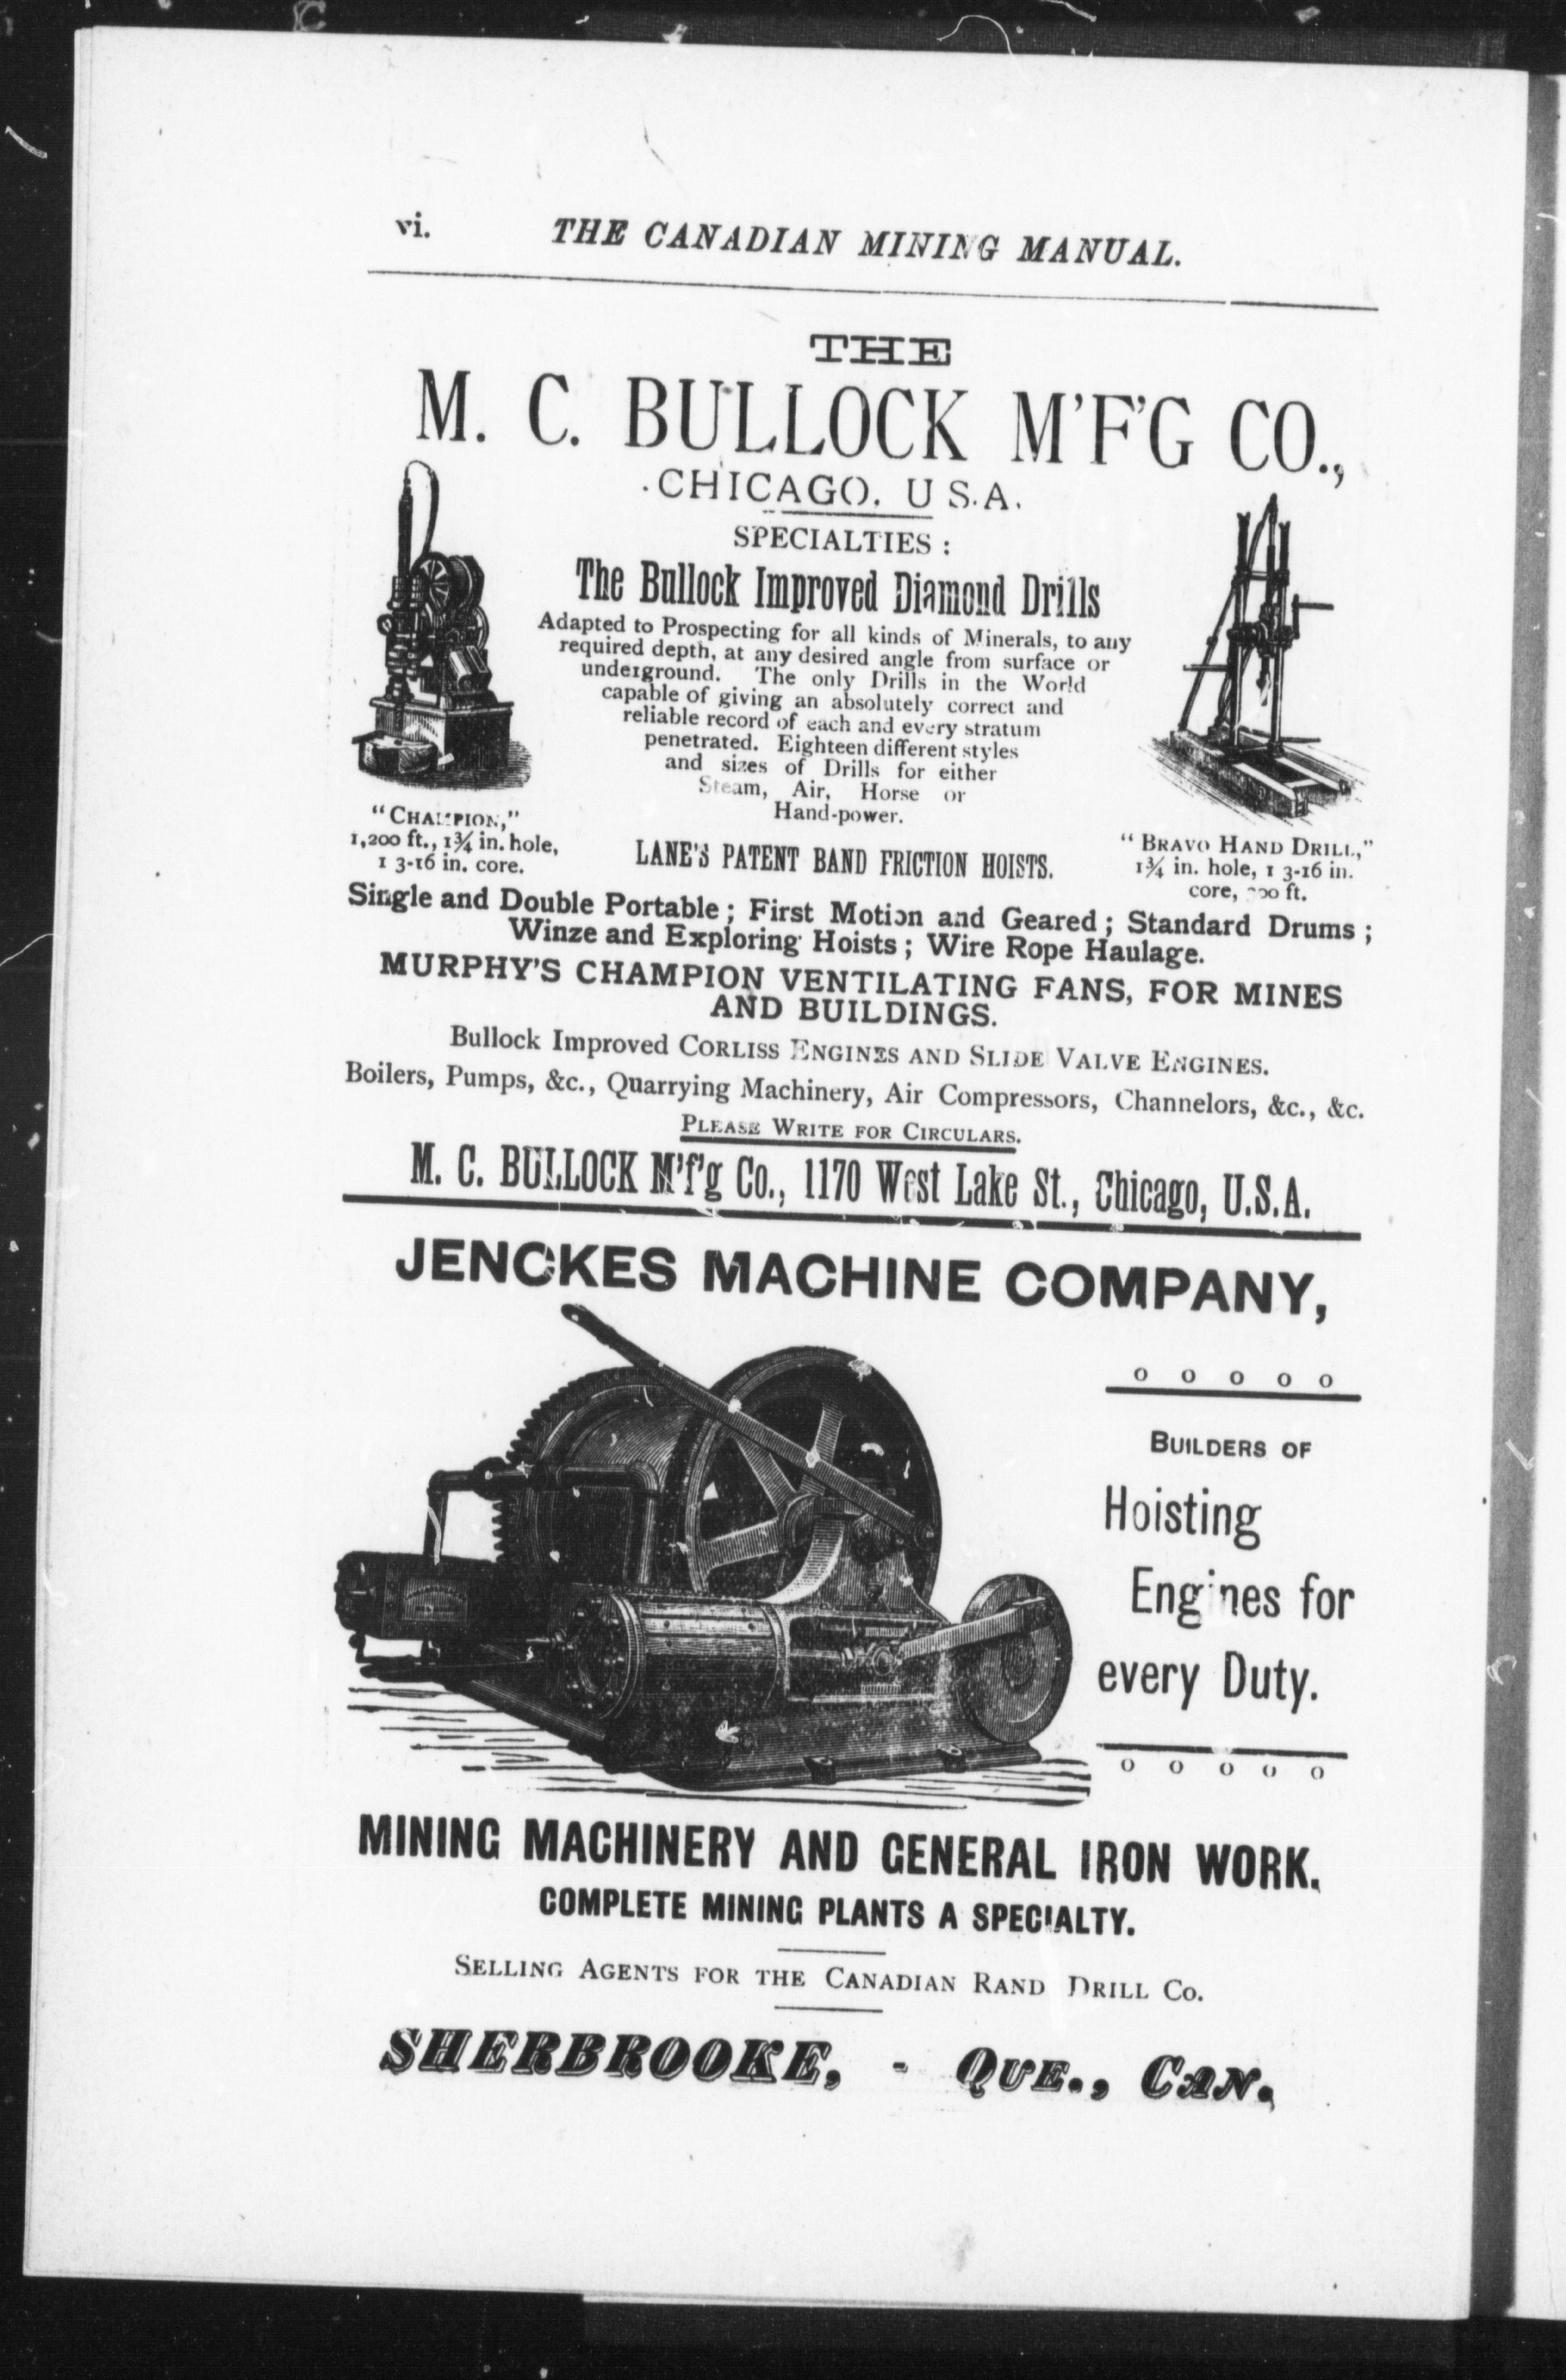 vi. THE CANADIAN MINING MANUAL.
THE
M. C. BULLOCK M'F'G CO.,
CHICAGO. U S.A.
SPECIALTIES :
The Bullock Improved Diamond Drills
Adapted to Prospecting for all kinds of Minerals, to any
required depth, at any desired angle from surface or
underground. The only Drills in the World
capable of giving an absolutely correct and
reliable record of each and every stratum
penetrated. Eighteen different styles
and sizes of Drills for either
Steam, Air, Horse or
Hand-power.
"CHAMPION,"
1,200 ft., 1¾ in. hole,
1 3-16 in. core.
LANE'S PATENT BAND FRICTION HOISTS.
"BRAVO HAND DRILL,"
1¾ in. hole, 1 3-16 in.
core, ft.
Single and Double Portable ; First Motion and Geared ; Standard Drums ;
Winze and Exploring Hoists ; Wire Rope Haulage.
MURPHY'S CHAMPION VENTILATING FANS, FOR MINES
AND BUILDINGS.
Bullock Improved CORLISS ENGINES AND SLIDE VALVE ENGINES.
Boilers, Pumps, &c., Quarrying Machinery, Air Compressors, Channelors, &c., &c.
PLEASE WRITE FOR CIRCULARS.
M. C. BULLOCK M'f'g Co., 1170 West Lake St., Chicago, U.S.A.
JENCKES MACHINE COMPANY,
o o o o o
BUILDERS OF
Hoisting
Engines for
every Duty.
o o o o o
MINING MACHINERY AND GENERAL IRON WORK.
COMPLETE MINING PLANTS A SPECIALTY.
SELLING AGENTS FOR THE CANADIAN RAND DRILL CO.
SHERBROOKE, - QUE., CAN.